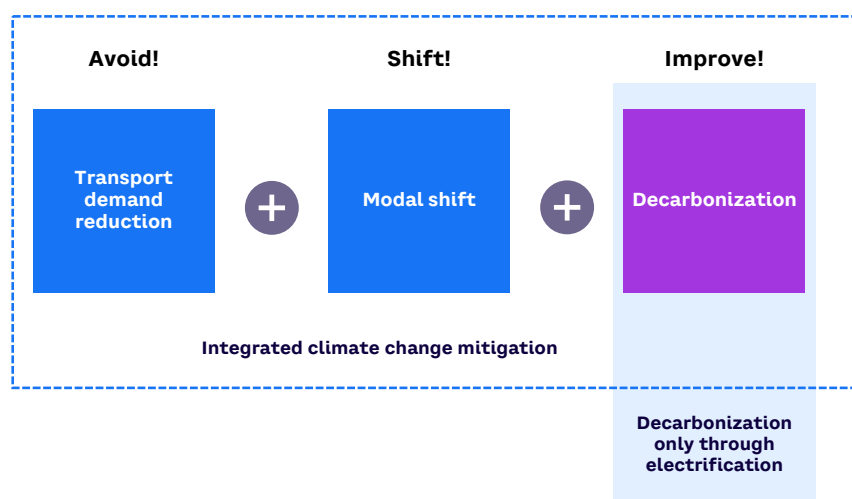 Avoid!
Shift!
Improve!
Transport
demand
reduction
Modal shift
Decarbonization
Integrated climate change mitigation
Decarbonization
only through
electrification